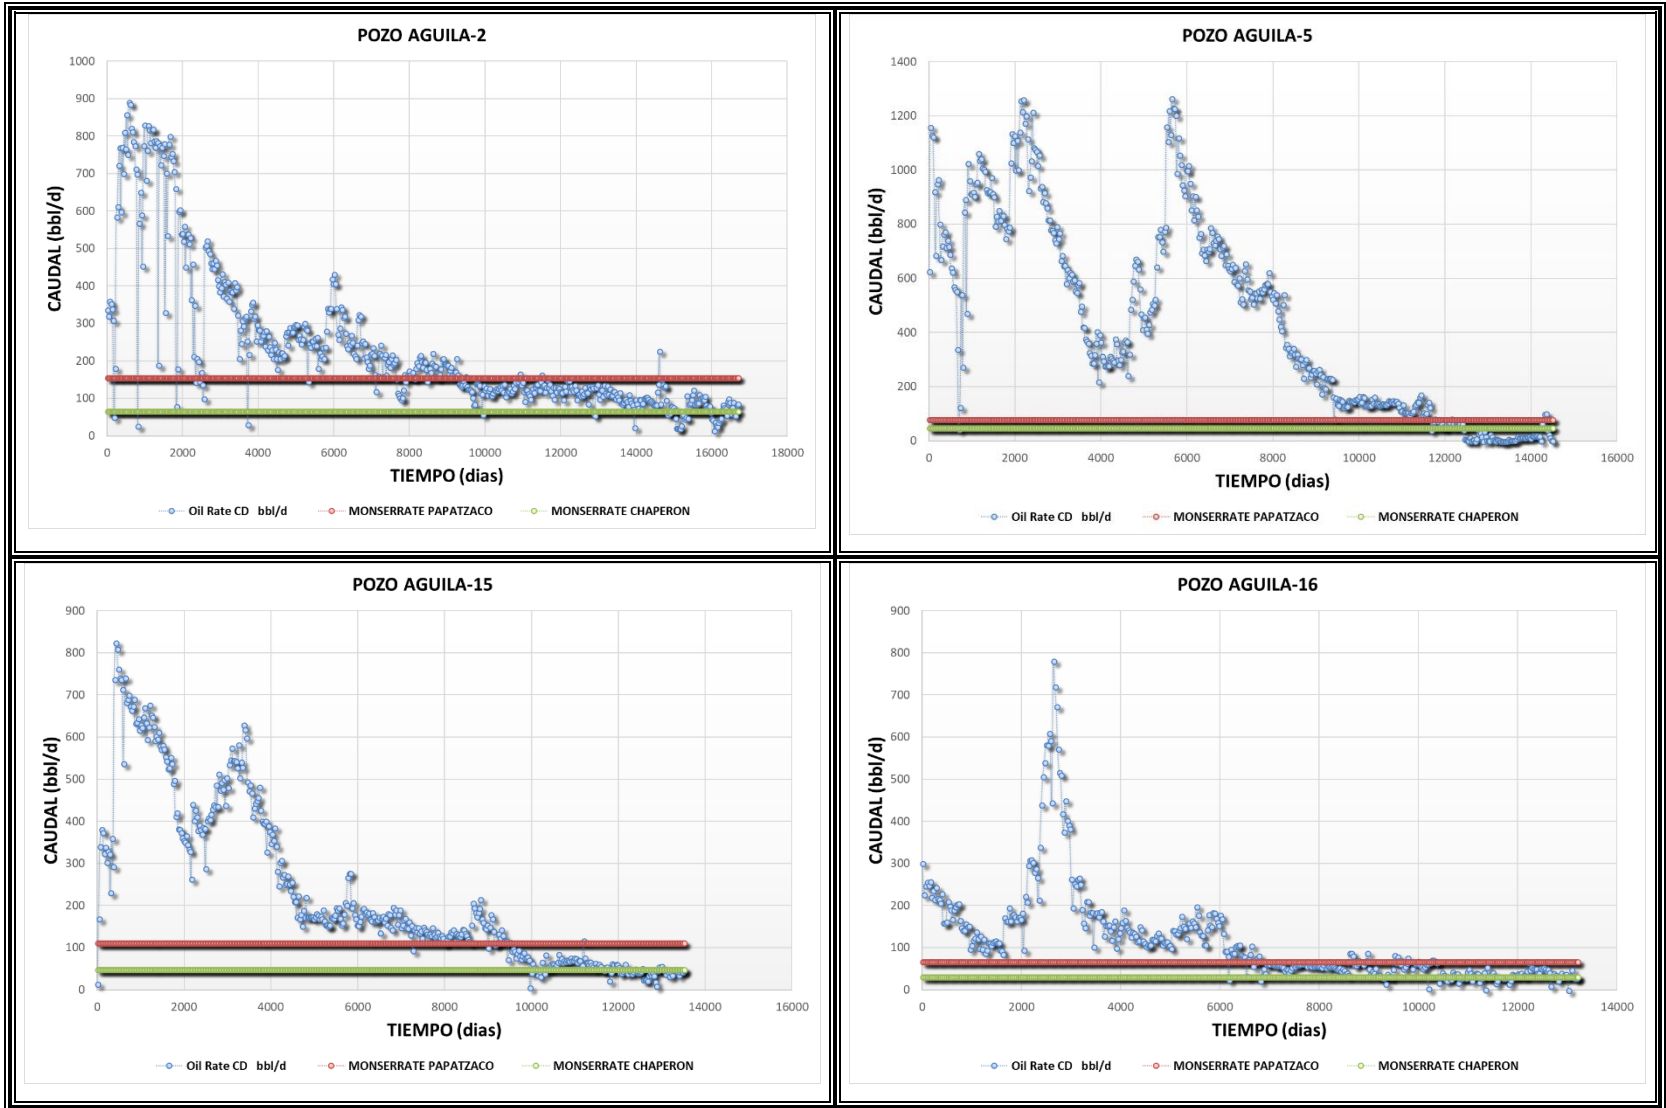 POZO AGUILA-2
1000
900
800
700
600
500
400
300
200
100
0
CAUDAL (bbl/d)
0 2000 4000 6000 8000 10000 12000 14000 16000 18000
TIEMPO (dias)
Oil Rate CD bbl/d MONSERRATE PAPATZACO MONSERRATE CHAPERON
POZO AGUILA-5
1400
1200
1000
800
600
400
200
0
CAUDAL (bbl/d)
0 2000 4000 6000 8000 10000 12000 14000 16000
TIEMPO (dias)
Oil Rate CD bbl/d MONSERRATE PAPATZACO MONSERRATE CHAPERON
POZO AGUILA-15
900
800
700
600
500
400
300
200
100
0
CAUDAL (bbl/d)
0 2000 4000 6000 8000 10000 12000 14000 16000
TIEMPO (dias)
Oil Rate CD bbl/d MONSERRATE PAPATZACO MONSERRATE CHAPERON
POZO AGUILA-16
900
800
700
600
500
400
300
200
100
0
CAUDAL (bbl/d)
0 2000 4000 6000 8000 10000 12000 14000
TIEMPO (dias)
Oil Rate CD bbl/d MONSERRATE PAPATZACO MONSERRATE CHAPERON